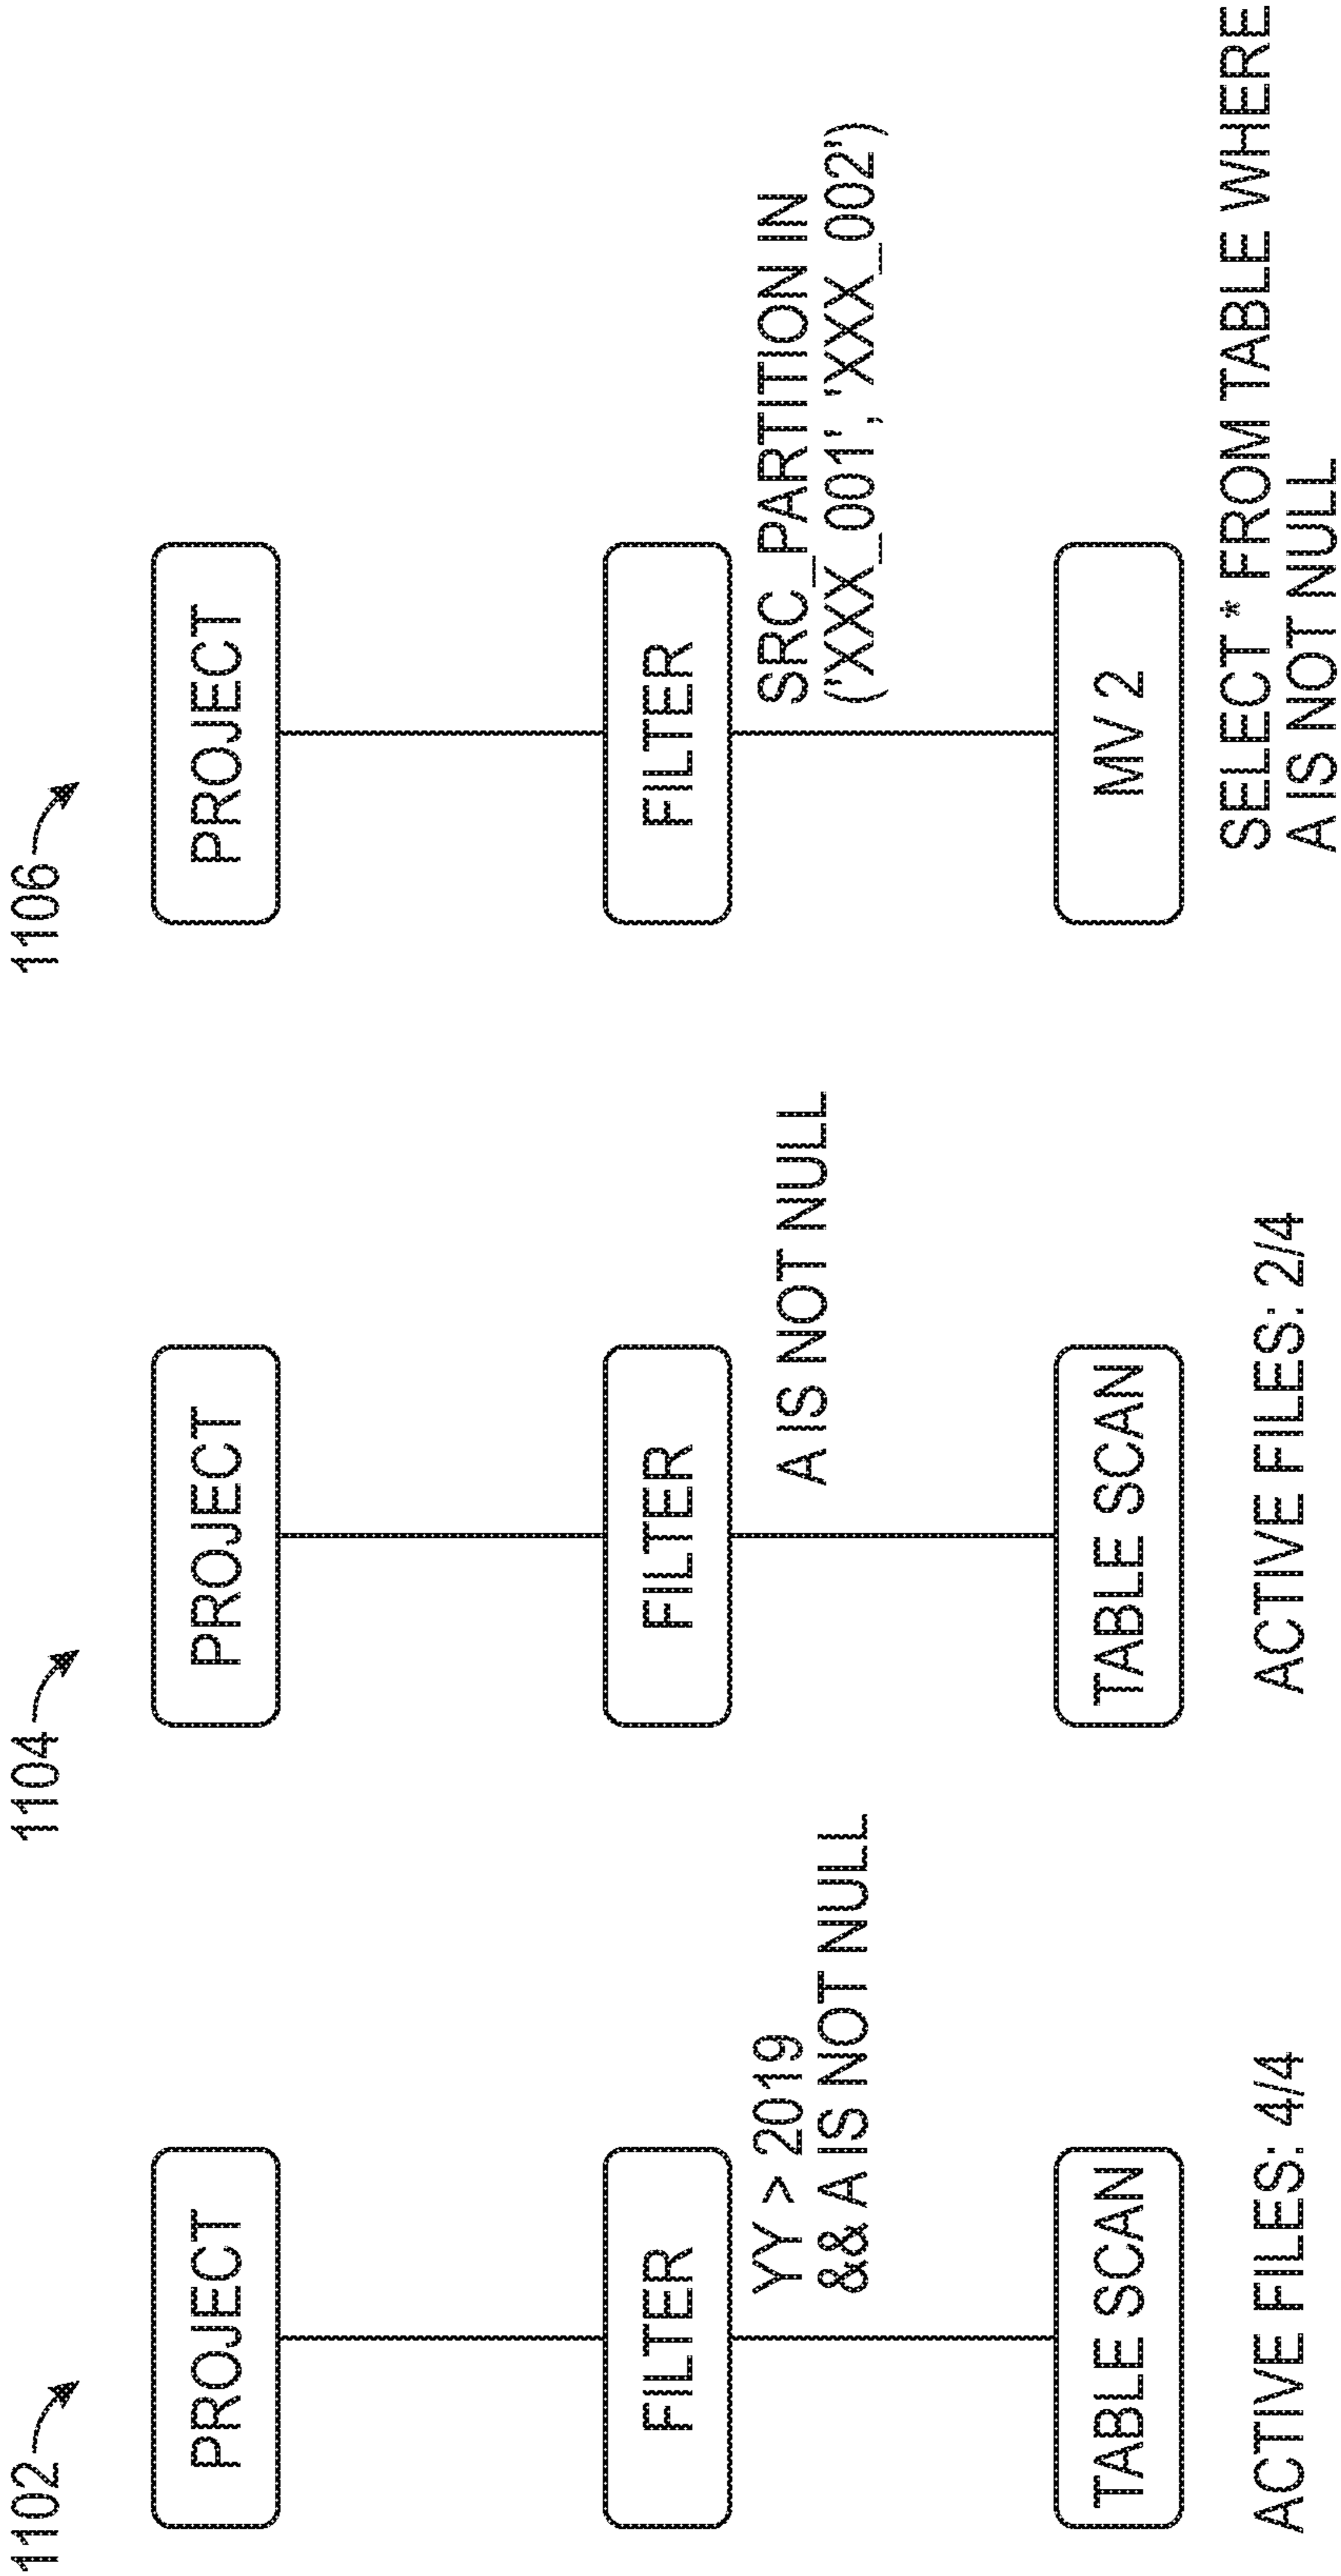 1102
PROJECT
FILTER
YY > 2019
&& A IS NOT NULL
TABLE SCAN
ACTIVE FILES: 4/4
1104
PROJECT
FILTER
A IS NOT NULL
TABLE SCAN
ACTIVE FILES: 2/4
1106
PROJECT
FILTER
SRC_PARTITION IN
('XXX_001', 'XXX_002')
MV 2
SELECT * FROM TABLE WHERE
A IS NOT NULL